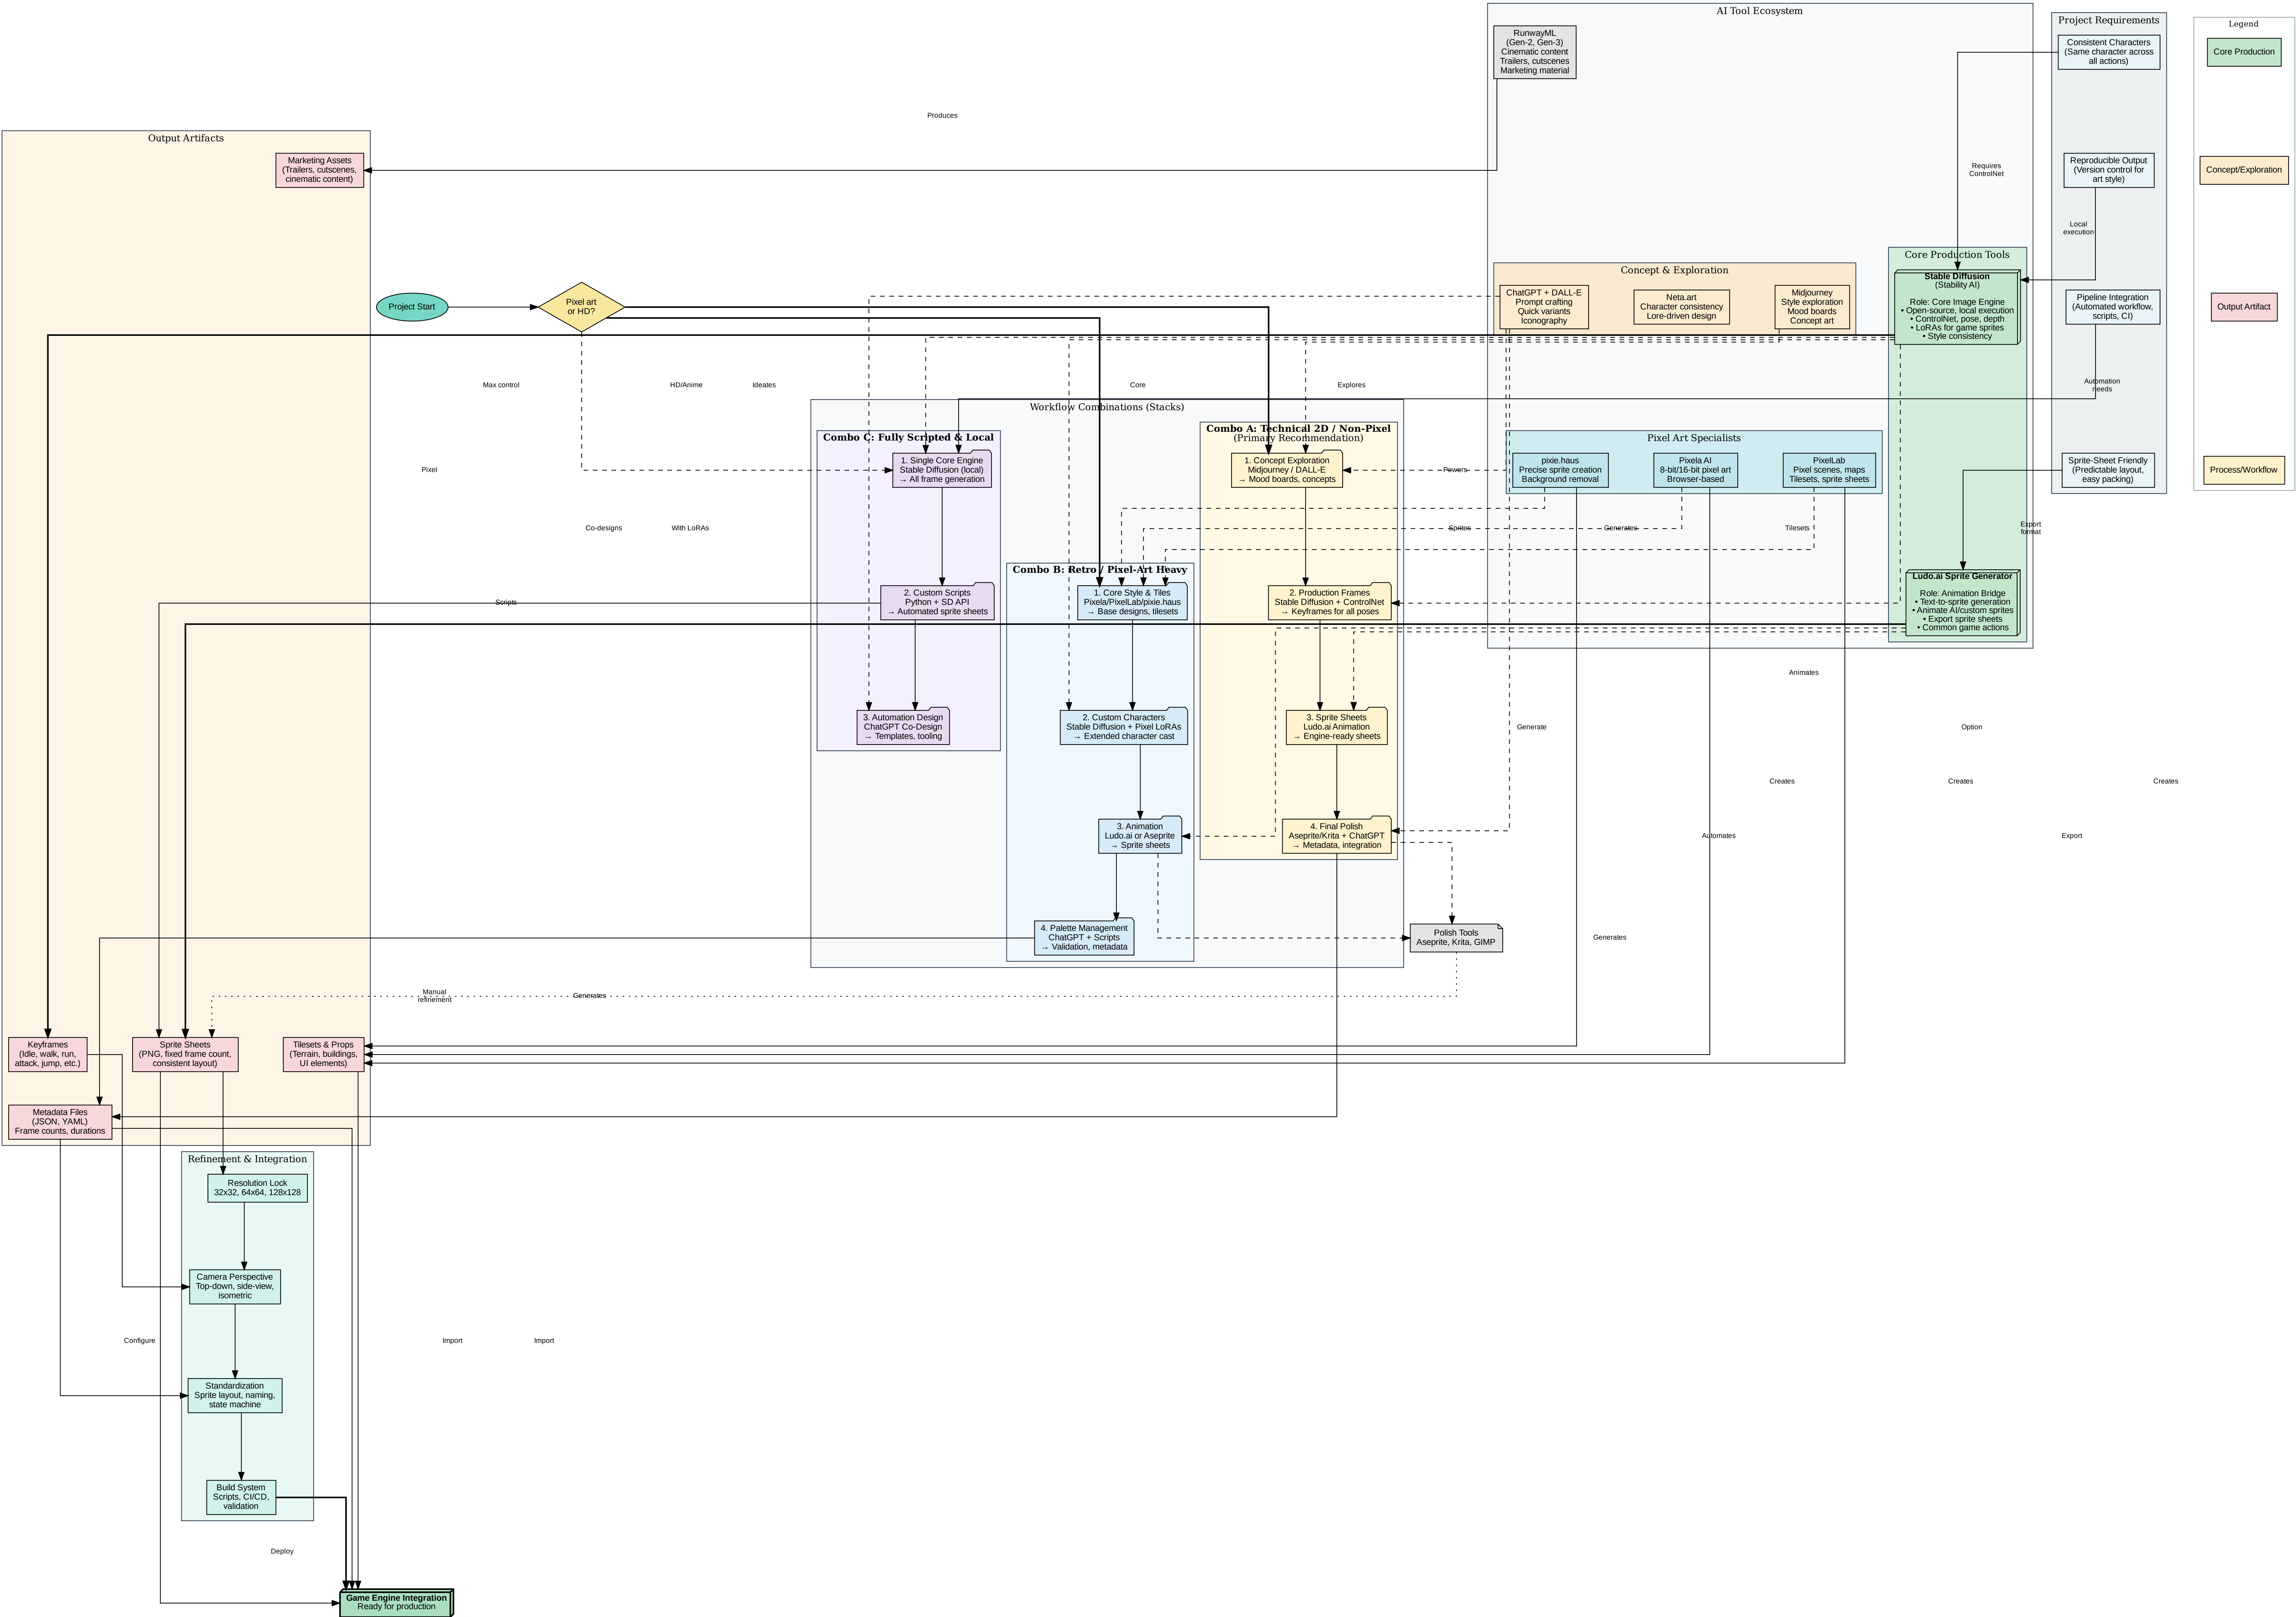 AI Tool Ecosystem
RunwayML
(Gen-2, Gen-3)
Cinematic content
Trailers, cutscenes
Marketing material
Project Requirements
Consistent Characters
(Same character across
all actions)
Legend
Core Production
Produces
Output Artifacts
Marketing Assets
(Trailers, cutscenes,
cinematic content)
Requires
ControlNet
Reproducible Output
(Version control for
art style)
Concept/Exploration
Local
execution
Core Production Tools
Stable Diffusion
(Stability AI)
Role: Core Image Engine
• Open-source, local execution
• ControlNet, pose, depth
• LoRAs for game sprites
• Style consistency
Concept & Exploration
ChatGPT + DALL-E
Prompt crafting
Quick variants
Iconography
Neta.art
Character consistency
Lore-driven design
Midjourney
Style exploration
Mood boards
Concept art
Project Start
Pixel art
or HD?
Pipeline Integration
(Automated workflow,
scripts, CI)
Output Artifact
Max control
HD/Anime
Ideates
Core
Explores
Automation
needs
Workflow Combinations (Stacks)
Combo C: Fully Scripted & Local
Combo A: Technical 2D / Non-Pixel
(Primary Recommendation)
Pixel Art Specialists
Pixel
1. Single Core Engine
Stable Diffusion (local)
→ All frame generation
1. Concept Exploration
Midjourney / DALL-E
→ Mood boards, concepts
Powers
pixie.haus
Precise sprite creation
Background removal
Pixela AI
8-bit/16-bit pixel art
Browser-based
PixelLab
Pixel scenes, maps
Tilesets, sprite sheets
Sprite-Sheet Friendly
(Predictable layout,
easy packing)
Process/Workflow
Co-designs
With LoRAs
Sprites
Generates
Tilesets
Export
format
Combo B: Retro / Pixel-Art Heavy
Scripts
2. Custom Scripts
Python + SD API
→ Automated sprite sheets
1. Core Style & Tiles
Pixela/PixelLab/pixie.haus
→ Base designs, tilesets
2. Production Frames
Stable Diffusion + ControlNet
→ Keyframes for all poses
Ludo.ai Sprite Generator
Role: Animation Bridge
• Text-to-sprite generation
• Animate AI/custom sprites
• Export sprite sheets
• Common game actions
Animates
3. Automation Design
ChatGPT Co-Design
→ Templates, tooling
2. Custom Characters
Stable Diffusion + Pixel LoRAs
→ Extended character cast
3. Sprite Sheets
Ludo.ai Animation
→ Engine-ready sheets
Generate
Option
Creates
Creates
Creates
3. Animation
Ludo.ai or Aseprite
→ Sprite sheets
4. Final Polish
Aseprite/Krita + ChatGPT
→ Metadata, integration
Automates
Export
4. Palette Management
ChatGPT + Scripts
→ Validation, metadata
Polish Tools
Aseprite, Krita, GIMP
Generates
Manual
refinement
Generates
Keyframes
(Idle, walk, run,
attack, jump, etc.)
Sprite Sheets
(PNG, fixed frame count,
consistent layout)
Tilesets & Props
(Terrain, buildings,
UI elements)
Metadata Files
(JSON, YAML)
Frame counts, durations
Refinement & Integration
Resolution Lock
32x32, 64x64, 128x128
Camera Perspective
Top-down, side-view,
isometric
Configure
Import
Import
Standardization
Sprite layout, naming,
state machine
Build System
Scripts, CI/CD,
validation
Deploy
Game Engine Integration
Ready for production